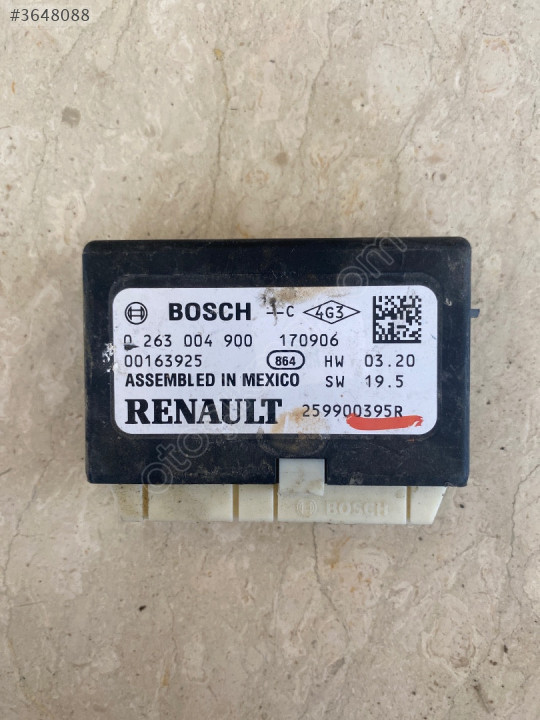 #3648088
BOSCH C 4G3
0 263 004 900 170906
00163925 864 HW 03.20
ASSEMBLED IN MEXICO SW 19.5
RENAULT 259900395R
BOSCH